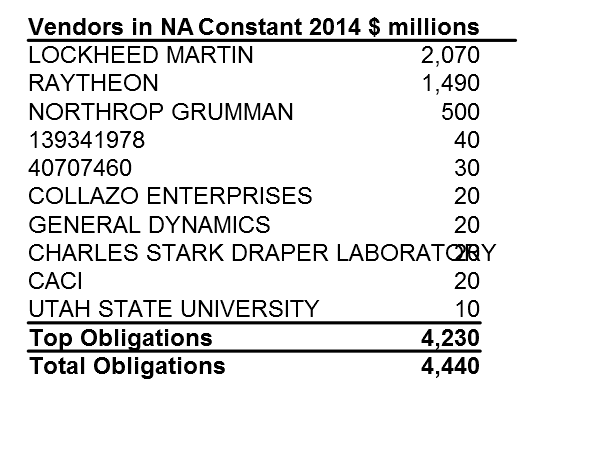 Vendors in NA Constant 2014 $ millions
LOCKHEED MARTIN 2,070
RAYTHEON 1,490
NORTHROP GRUMMAN 500
139341978 40
40707460 30
COLLAZO ENTERPRISES 20
GENERAL DYNAMICS 20
CHARLES STARK DRAPER LABORATORY 20
CACI 20
UTAH STATE UNIVERSITY 10
Top Obligations 4,230
Total Obligations 4,440